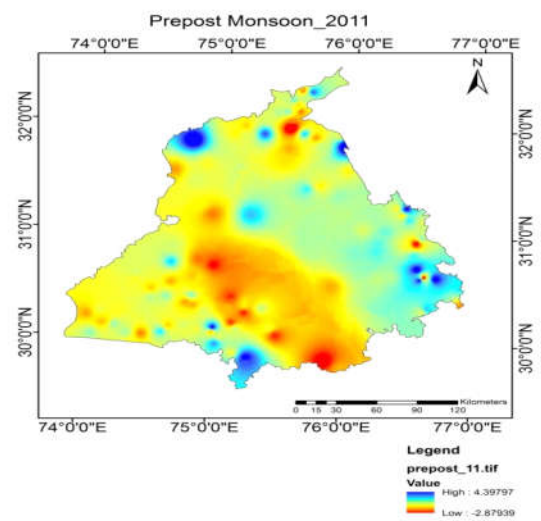 Prepost Monsoon_2011
74°0'0"E 75°0'0"E 76°0'0"E 77°0'0"E
N
32°0'0"N 32°0'0"N
31°0'0"N 31°0'0"N
30°0'0"N 30°0'0"N
Kilometers
0 15 30 60 90 120
74°0'0"E 75°0'0"E 76°0'0"E 77°0'0"E
Legend
prepost_11.tif
Value
High : 4.39797
Low : -2.87939